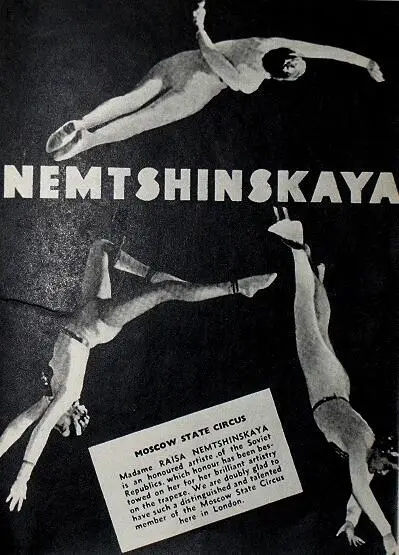 NEMTSHINSKAYA
MOSCOW STATE CIRCUS
Madame RAISA NEMTSHINSKAYA
is an honoured artiste of the Soviet
Republics, which honour has been bes-
towed on her for her brilliant artistry
on the trapeze. We are doubly glad to
have such a distinguished and talented
member of the Moscow State Circus
here in London.